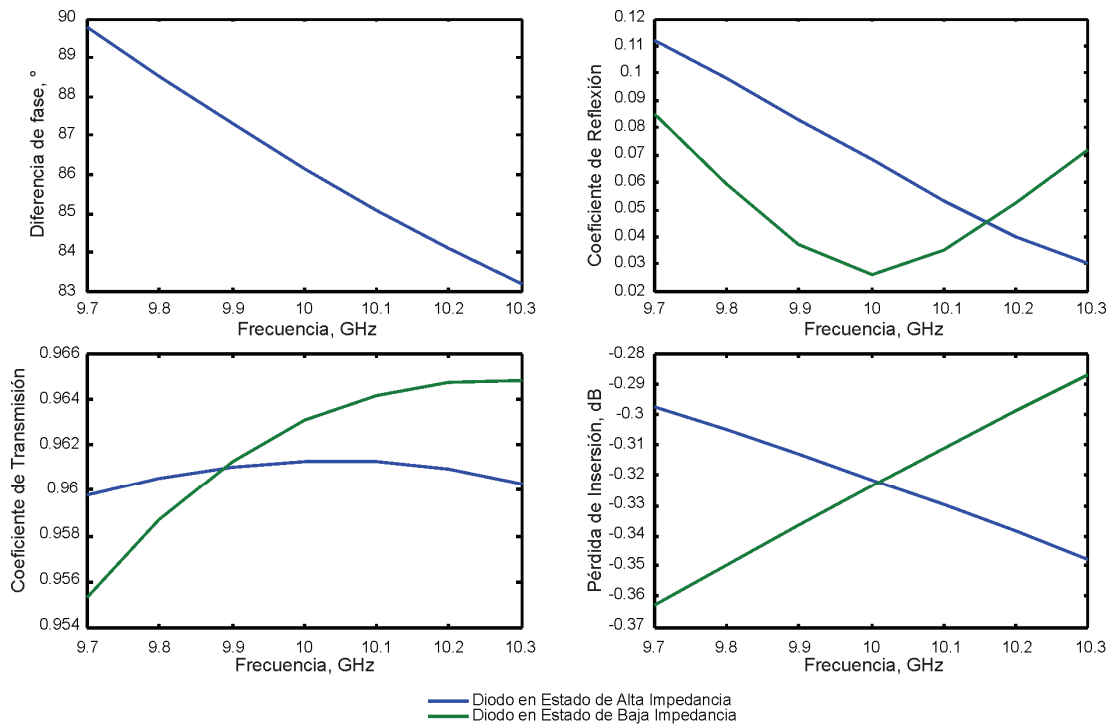 Diferencia de fase, °
90
89
88
87
86
85
84
83
9.7 9.8 9.9 10 10.1 10.2 10.3
Frecuencia, GHz
Coeficiente de Reflexión
0.12
0.11
0.1
0.09
0.08
0.07
0.06
0.05
0.04
0.03
0.02
9.7 9.8 9.9 10 10.1 10.2 10.3
Frecuencia, GHz
Coeficiente de Transmisión
0.966
0.964
0.962
0.96
0.958
0.956
0.954
9.7 9.8 9.9 10 10.1 10.2 10.3
Frecuencia, GHz
Pérdida de Insersión, dB
-0.28
-0.29
-0.3
-0.31
-0.32
-0.33
-0.34
-0.35
-0.36
-0.37
9.7 9.8 9.9 10 10.1 10.2 10.3
Frecuencia, GHz
Diodo en Estado de Alta Impedancia
Diodo en Estado de Baja Impedancia